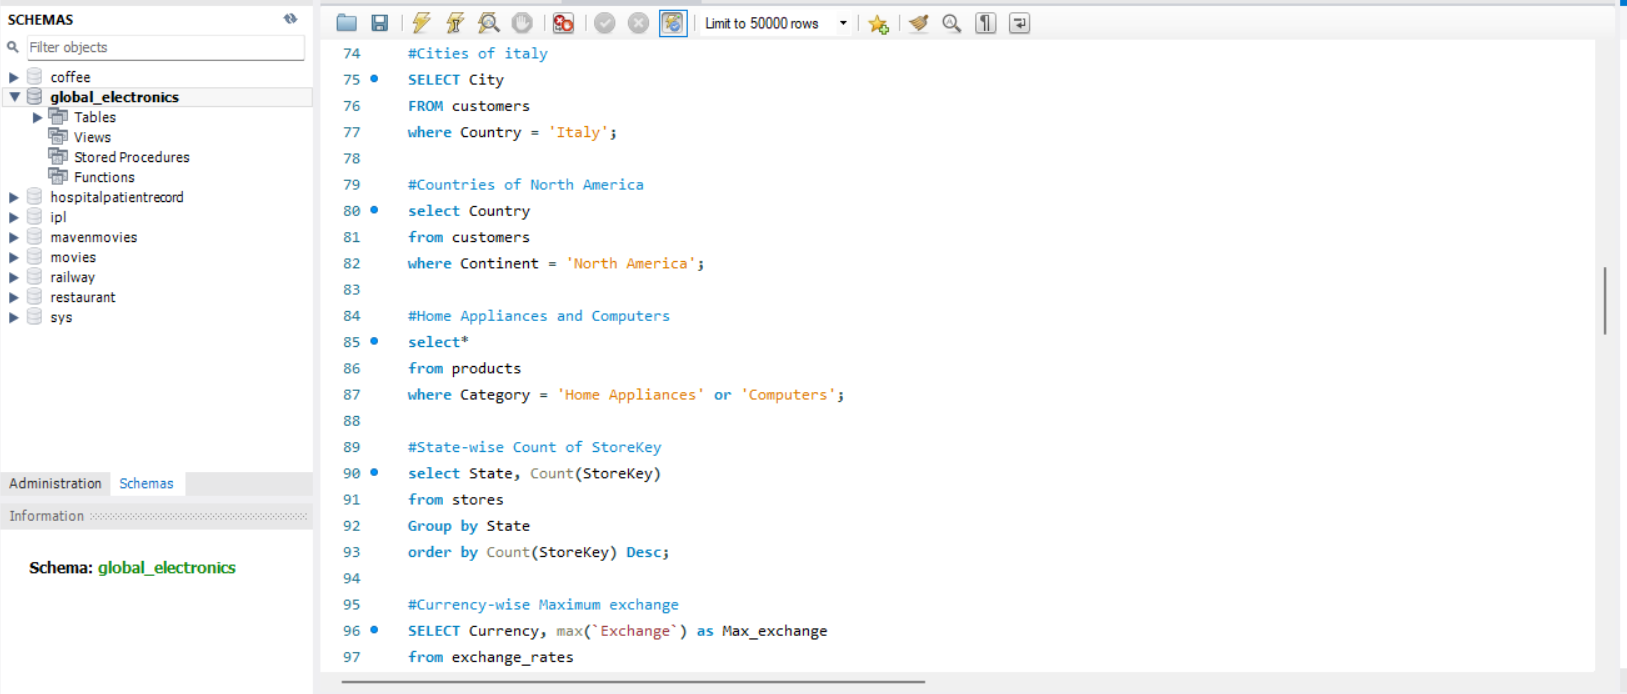 SCHEMAS
Filter objects
coffee
global_electronics
Tables
Views
Stored Procedures
Functions
hospitalpatientrecord
ipl
mavenmovies
movies
railway
restaurant
sys
Administration Schemas
Information
Schema: global_electronics
Limit to 50000 rows
74 #Cities of italy
75 SELECT City
76 FROM customers
77 where Country = 'Italy';
78
79 #Countries of North America
80 select Country
81 from customers
82 where Continent = 'North America';
83
84 #Home Appliances and Computers
85 select*
86 from products
87 where Category = 'Home Appliances' or 'Computers';
88
89 #State-wise Count of StoreKey
90 select State, Count(StoreKey)
91 from stores
92 Group by State
93 order by Count(StoreKey) Desc;
94
95 #Currency-wise Maximum exchange
96 SELECT Currency, max(`Exchange`) as Max_exchange
97 from exchange_rates